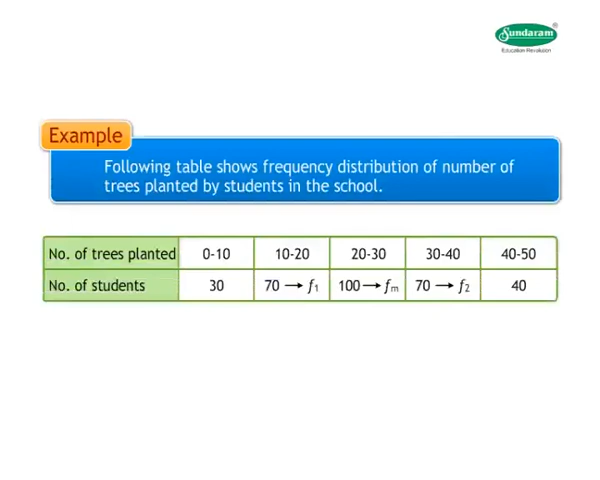 Sundaram®
Education Revolution
Example
Following table shows frequency distribution of number of
trees planted by students in the school.
No. of trees planted 0-10 10-20 20-30 30-40 40-50
No. of students 30 70 → f₁ 100 → fₘ 70 → f₂ 40